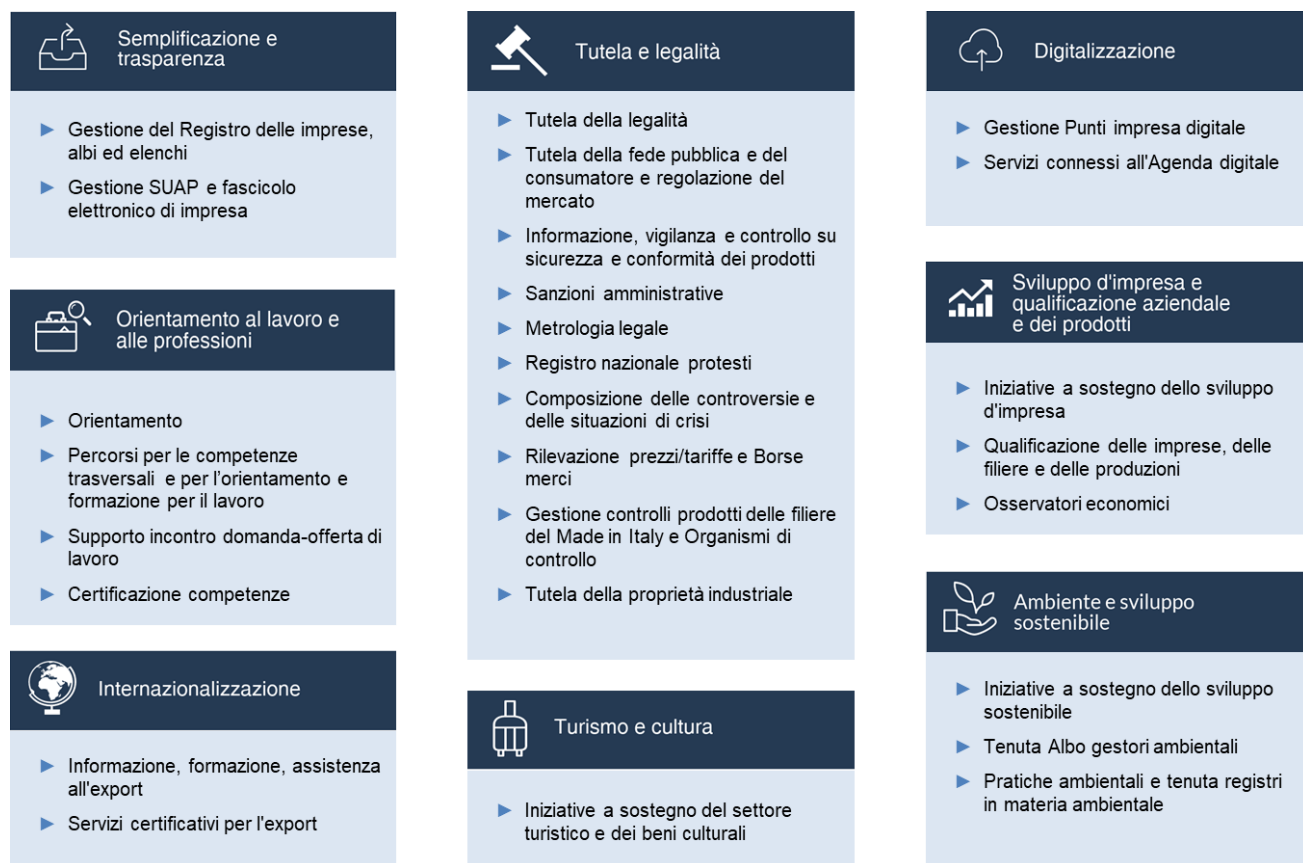 Semplificazione e
trasparenza
Gestione del Registro delle imprese,
albi ed elenchi
Gestione SUAP e fascicolo
elettronico di impresa
Orientamento al lavoro e
alle professioni
Orientamento
Percorsi per le competenze
trasversali e per l'orientamento e
formazione per il lavoro
Supporto incontro domanda-offerta di
lavoro
Certificazione competenze
Internazionalizzazione
Informazione, formazione, assistenza
all'export
Servizi certificativi per l'export
Tutela e legalità
Tutela della legalità
Tutela della fede pubblica e del
consumatore e regolazione del
mercato
Informazione, vigilanza e controllo su
sicurezza e conformità dei prodotti
Sanzioni amministrative
Metrologia legale
Registro nazionale protesti
Composizione delle controversie e
delle situazioni di crisi
Rilevazione prezzi/tariffe e Borse
merci
Gestione controlli prodotti delle filiere
del Made in Italy e Organismi di
controllo
Tutela della proprietà industriale
Turismo e cultura
Iniziative a sostegno del settore
turistico e dei beni culturali
Digitalizzazione
Gestione Punti impresa digitale
Servizi connessi all'Agenda digitale
Sviluppo d'impresa e
qualificazione aziendale
e dei prodotti
Iniziative a sostegno dello sviluppo
d'impresa
Qualificazione delle imprese, delle
filiere e delle produzioni
Osservatori economici
Ambiente e sviluppo
sostenibile
Iniziative a sostegno dello sviluppo
sostenibile
Tenuta Albo gestori ambientali
Pratiche ambientali e tenuta registri
in materia ambientale